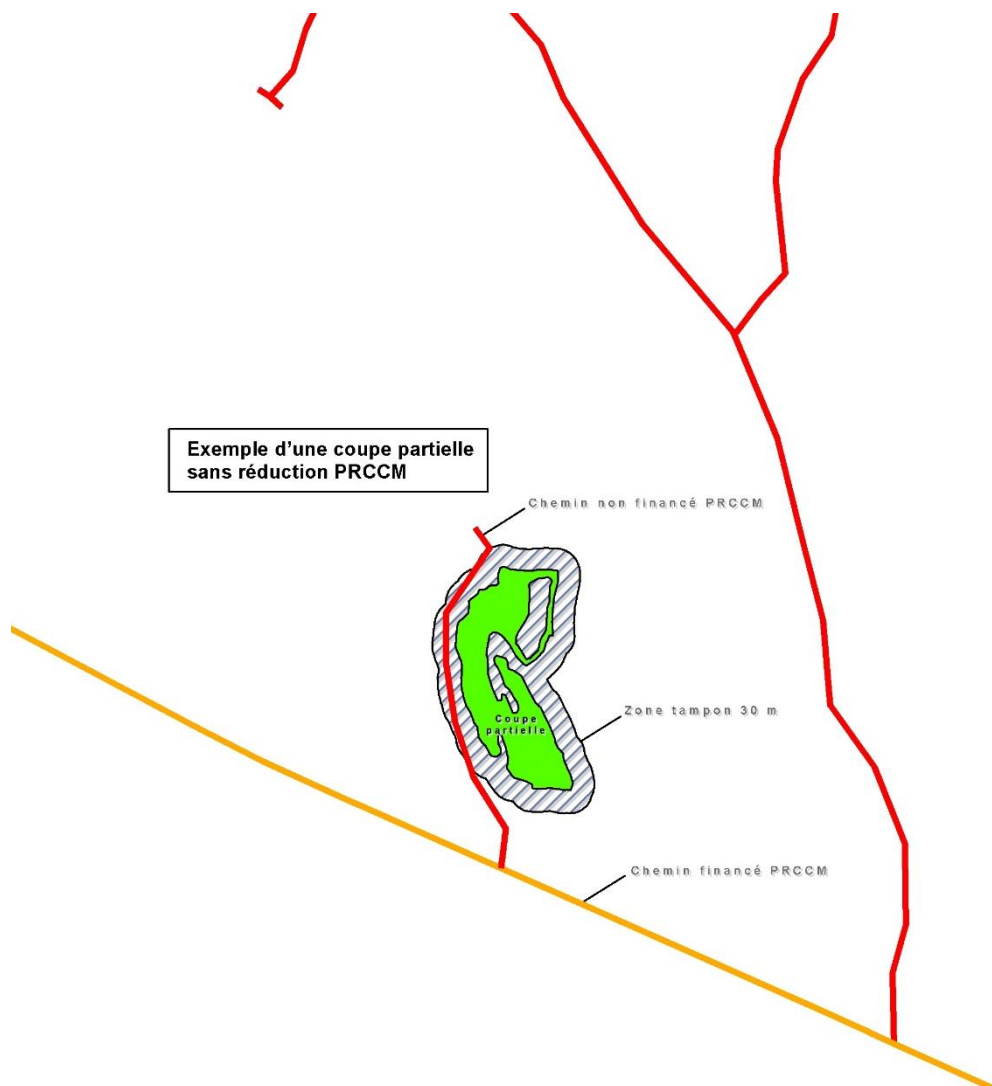 Exemple d’une coupe partielle
sans réduction PRCCM
Chemin non financé PRCCM
Zone tampon 30 m
Coupe
partielle
Chemin financé PRCCM